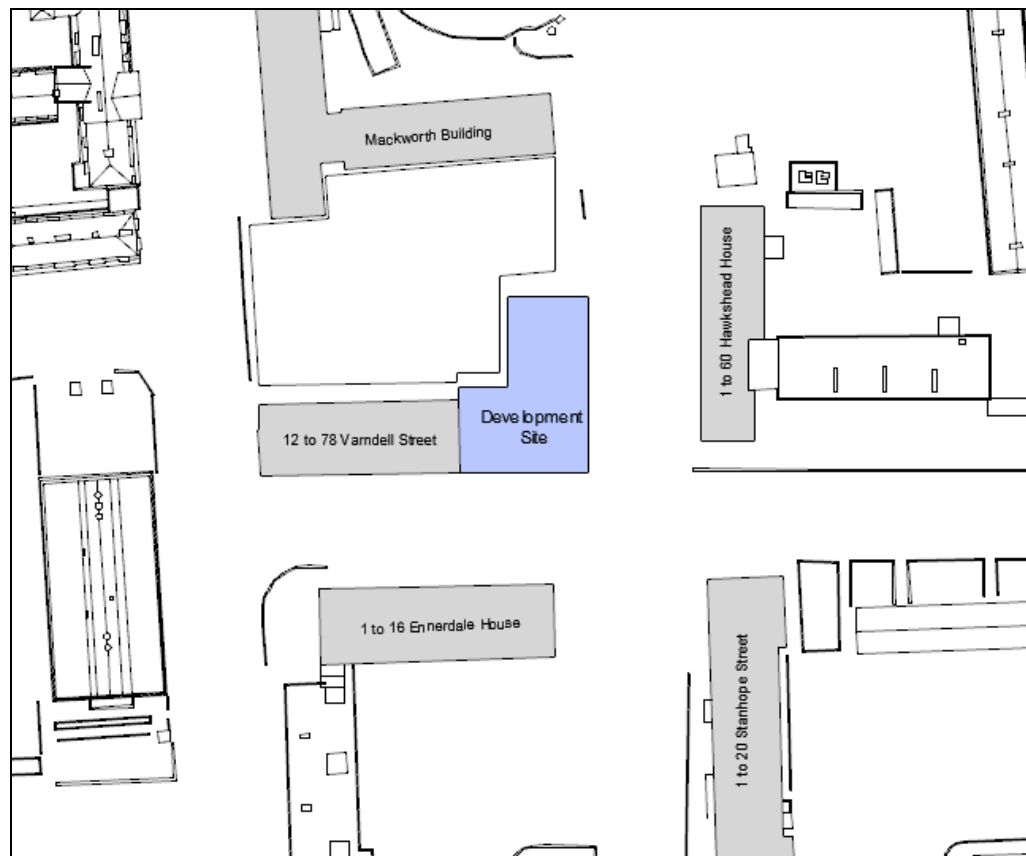 Mackworth Building
1 to 60 Hawkshead House
Development
Site
12 to 78 Varndell Street
1 to 16 Ennerdale House
1 to 20 Stanhope Street